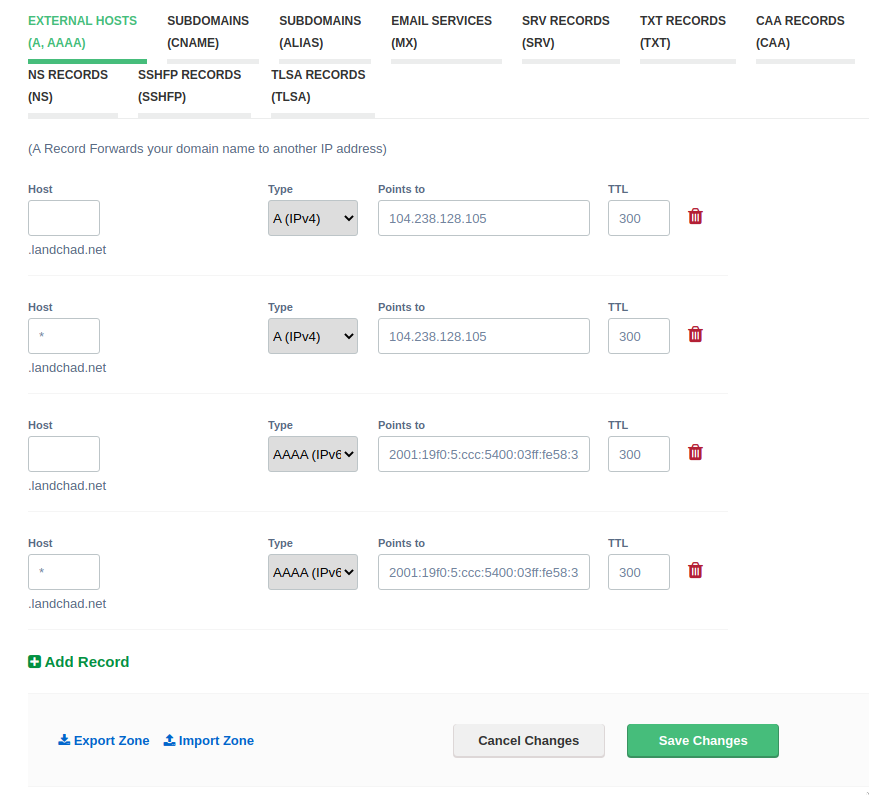 EXTERNAL HOSTS SUBDOMAINS SUBDOMAINS EMAIL SERVICES SRV RECORDS TXT RECORDS CAA RECORDS
(A, AAAA) (CNAME) (ALIAS) (MX) (SRV) (TXT) (CAA)
NS RECORDS SSHFP RECORDS TLSA RECORDS
(NS) (SSHFP) (TLSA)
(A Record Forwards your domain name to another IP address)
Host Type Points to TTL
A (IPv4) 104.238.128.105 300
.landchad.net
Host Type Points to TTL
* A (IPv4) 104.238.128.105 300
.landchad.net
Host Type Points to TTL
AAAA (IPv6 2001:19f0:5:ccc:5400:03ff:fe58:3 300
.landchad.net
Host Type Points to TTL
* AAAA (IPv6 2001:19f0:5:ccc:5400:03ff:fe58:3 300
.landchad.net
Add Record
Export Zone Import Zone Cancel Changes Save Changes